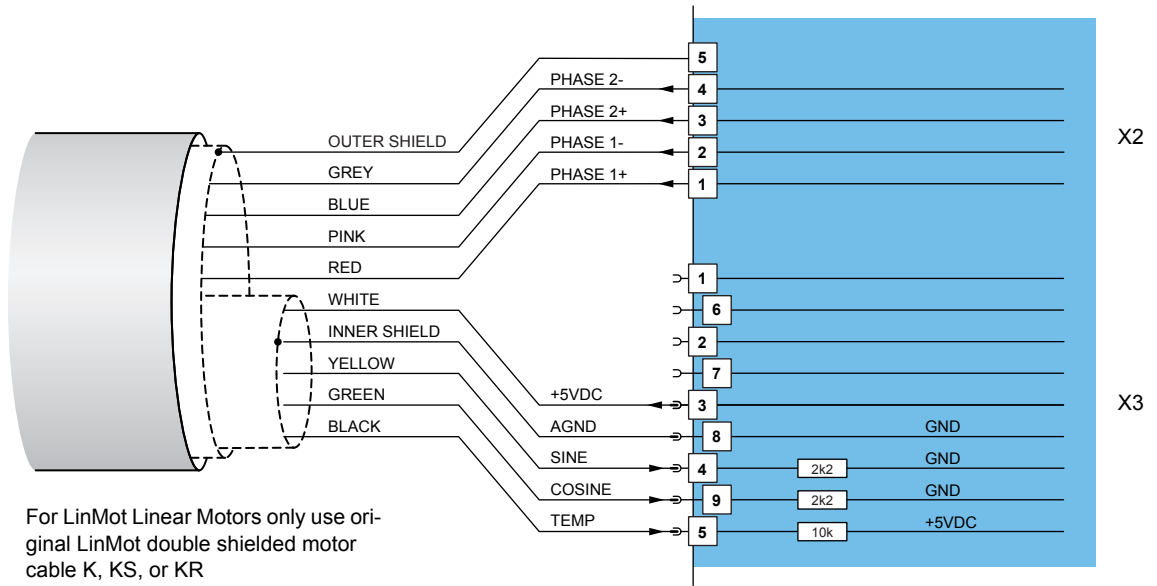 5
PHASE 2-
4
PHASE 2+
3
X2
OUTER SHIELD
PHASE 1-
2
GREY
PHASE 1+
1
BLUE
PINK
RED
1
WHITE
6
INNER SHIELD
2
YELLOW
7
GREEN
+5VDC
3
X3
BLACK
AGND
8
GND
SINE
4
2k2
GND
COSINE
9
2k2
GND
TEMP
5
10k
+5VDC
For LinMot Linear Motors only use ori-
ginal LinMot double shielded motor
cable K, KS, or KR